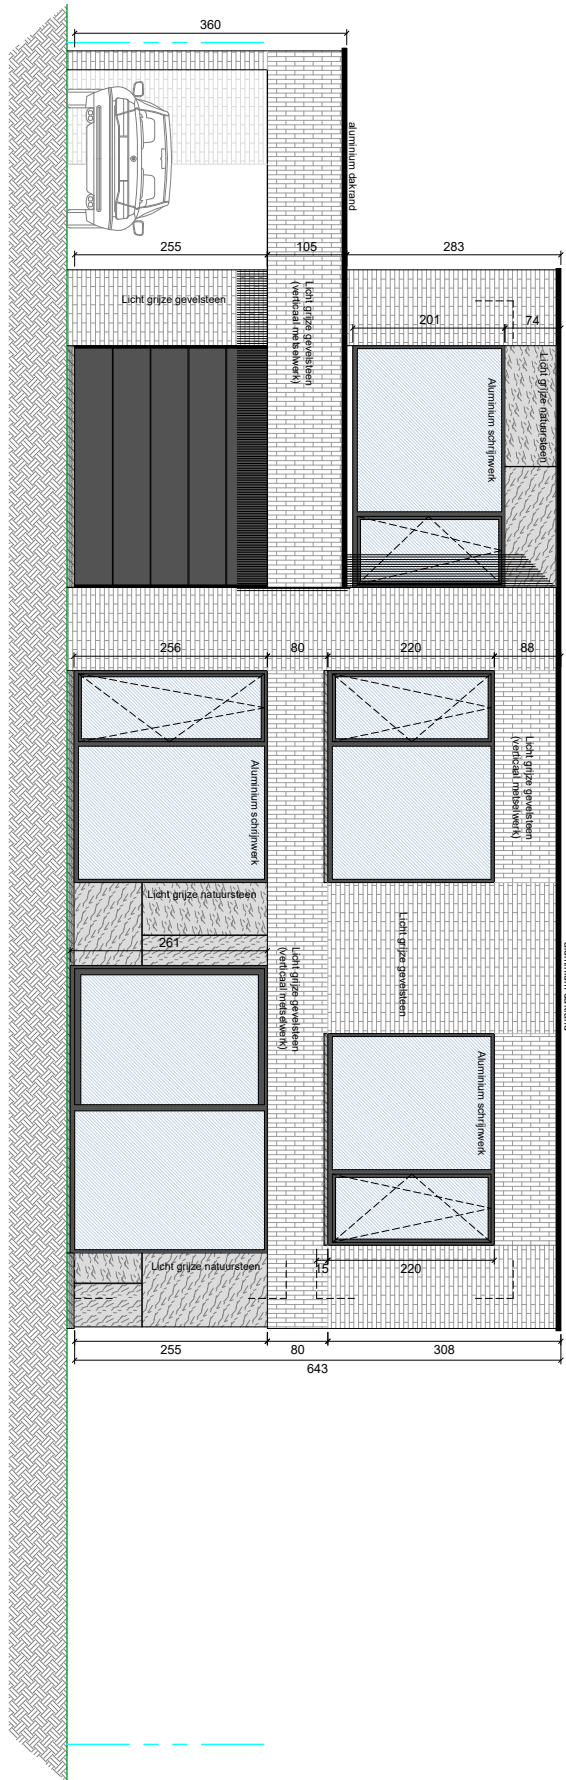 360
aluminium dakrand
255
105
283
Licht grijze gevelsteen
Licht grijze gevelsteen
(verticaal metselwerk)
201
74
Aluminium schrijnwerk
Licht grijze natuursteen
256
80
220
88
Aluminium schrijnwerk
Licht grijze gevelsteen
(verticaal metselwerk)
Licht grijze natuursteen
261
Licht grijze gevelsteen
(verticaal metselwerk)
Licht grijze gevelsteen
Aluminium schrijnwerk
Licht grijze natuursteen
15
220
255
80
308
643